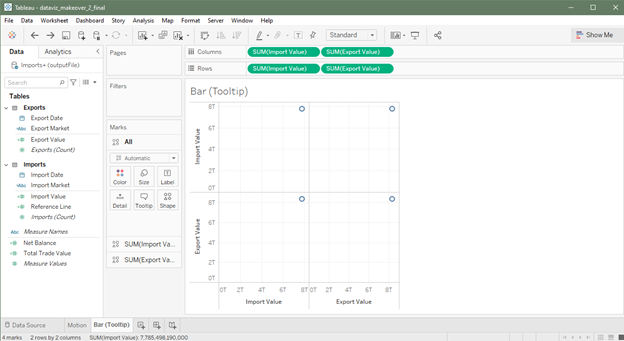 Tableau - dataviz_makeover_2_final
File Data Worksheet Dashboard Story Analysis Map Format Server Window Help
Standard Show Me
Data Analytics
Imports+ (outputFile)
Search
Tables
Exports
Export Date
Abc Export Market
Export Value
Exports (Count)
Imports
Import Date
Abc Import Market
Import Value
Reference Line
Imports (Count)
Abc Measure Names
Net Balance
Total Trade Value
Measure Values
Pages
Filters
Marks
All
Automatic
Color Size Label
Detail Tooltip Shape
SUM(Import Va...
SUM(Export Va...
Columns SUM(Import Value) SUM(Export Value)
Rows SUM(Import Value) SUM(Export Value)
Bar (Tooltip)
Import Value
8T
6T
4T
2T
0T
Export Value
8T
6T
4T
2T
0T
0T 2T 4T 6T 8T 0T 2T 4T 6T 8T
Import Value Export Value
Data Source Motion Bar (Tooltip)
4 marks 2 rows by 2 columns SUM(Import Value): 7,785,498,190,000